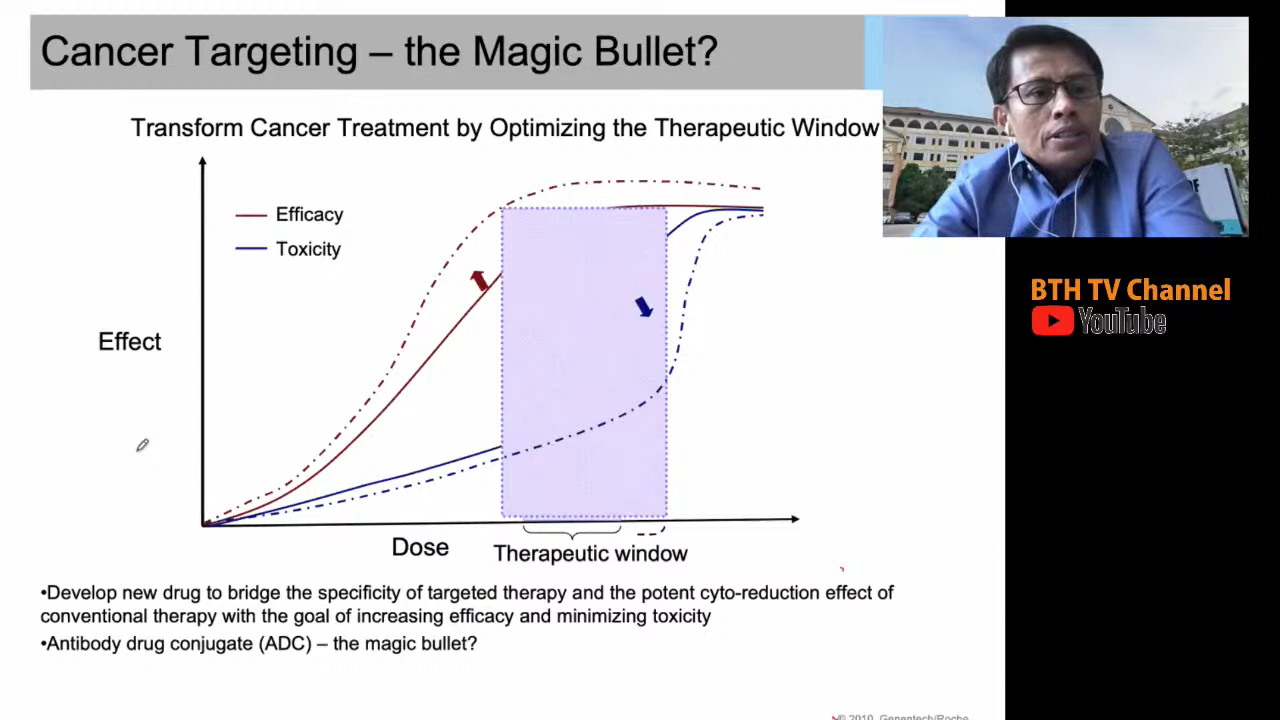 Cancer Targeting – the Magic Bullet?
Transform Cancer Treatment by Optimizing the Therapeutic Window
Efficacy
Toxicity
Effect
Dose
Therapeutic window
•Develop new drug to bridge the specificity of targeted therapy and the potent cyto-reduction effect of
conventional therapy with the goal of increasing efficacy and minimizing toxicity
•Antibody drug conjugate (ADC) – the magic bullet?
© 2010, Genentech/Roche
BTH TV Channel
YouTube